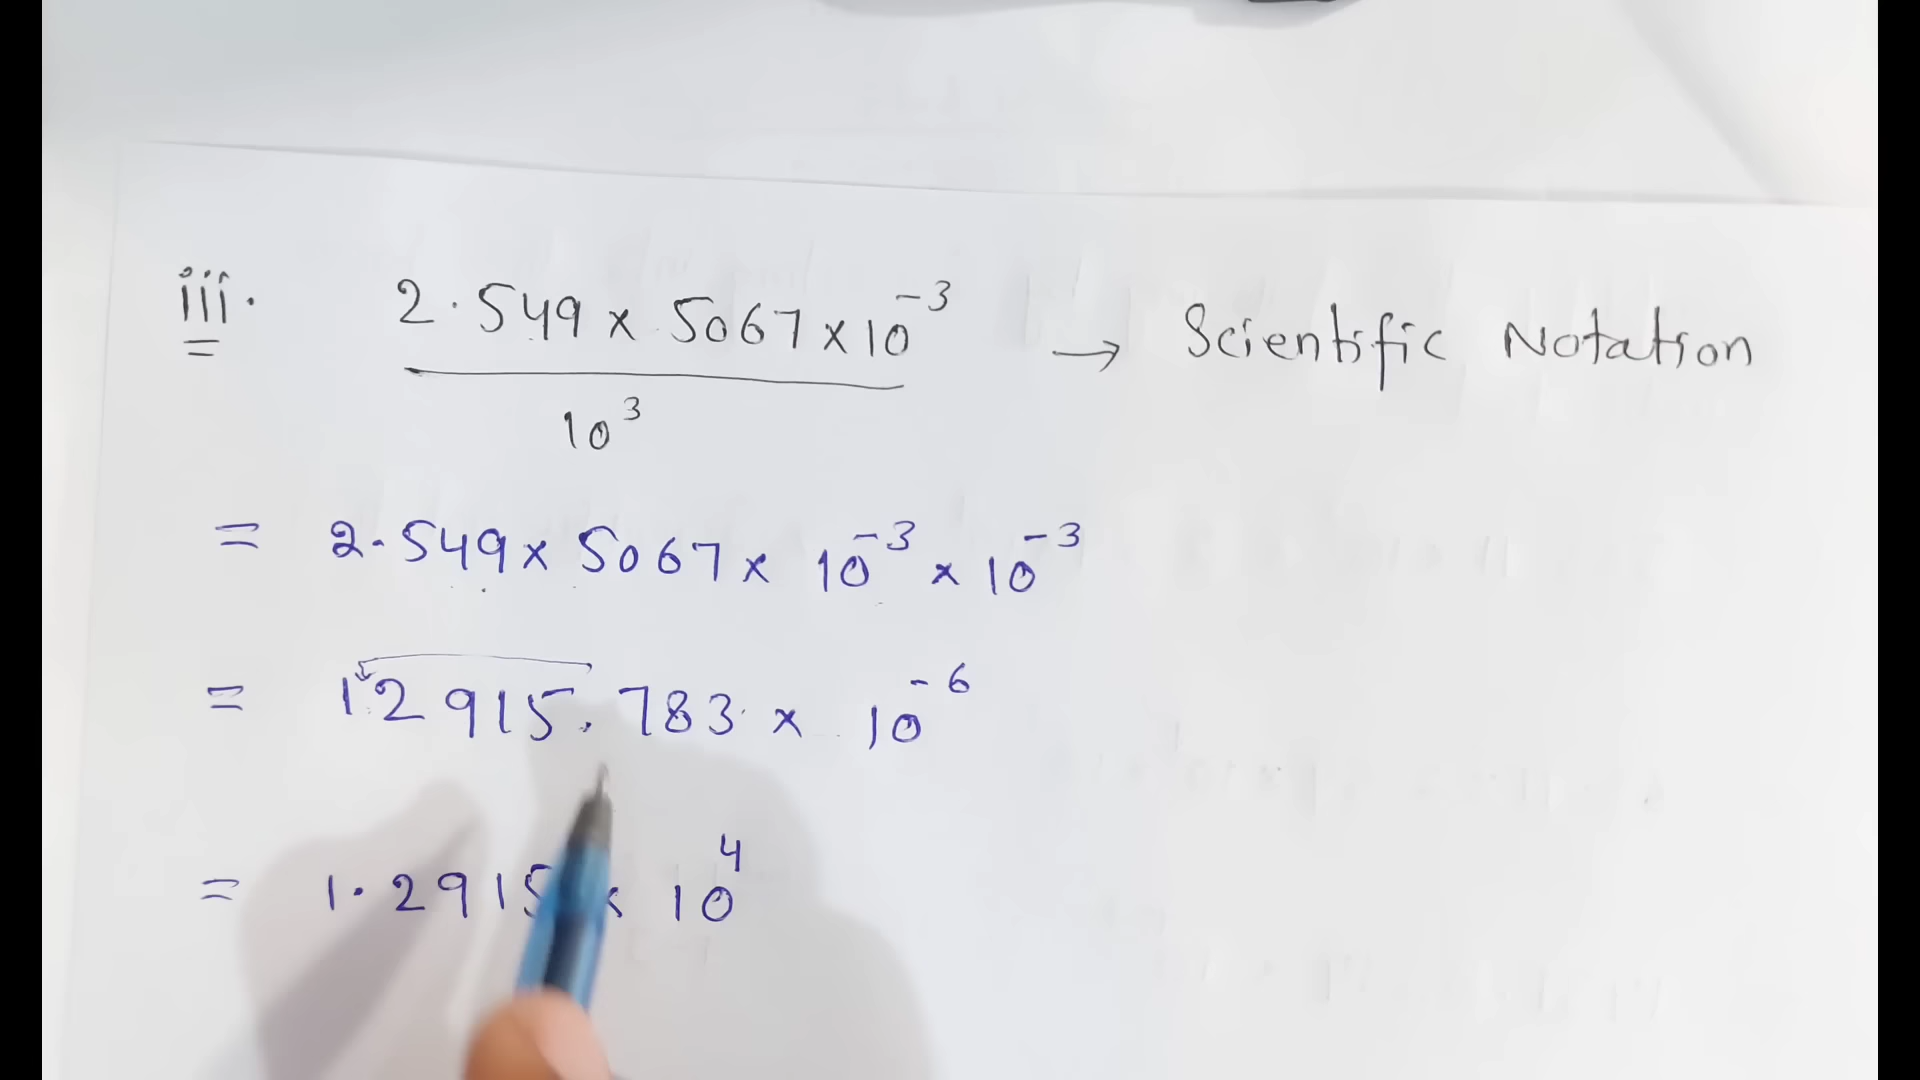 iii. 2.549 x 5067 x 10^-3 → Scientific Notation
10^3
= 2.549 x 5067 x 10^-3 x 10^-3
= 12915.783 x 10^-6
= 1.2915 x 10^4